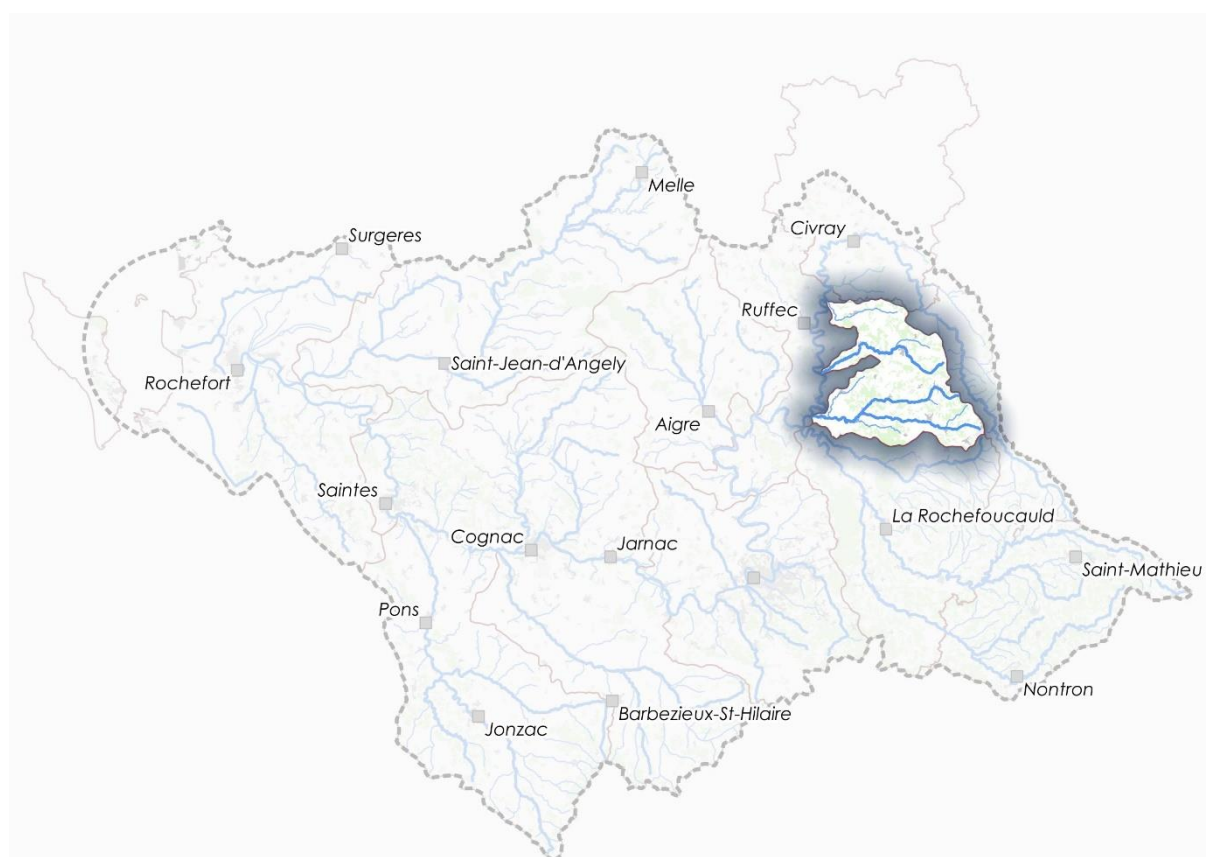 Melle
Civray
Surgeres
Ruffec
Saint-Jean-d'Angely
Rochefort
Aigre
Saintes
La Rochefoucauld
Cognac
Jarnac
Saint-Mathieu
Pons
Nontron
Barbezieux-St-Hilaire
Jonzac